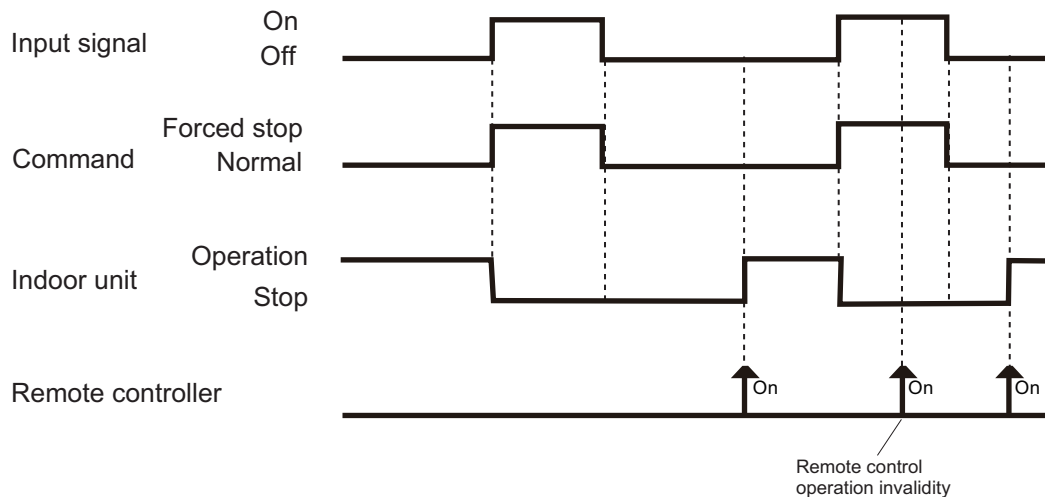 Input signal
On
Off
Command
Forced stop
Normal
Indoor unit
Operation
Stop
Remote controller
On
On
On
Remote control
operation invalidity